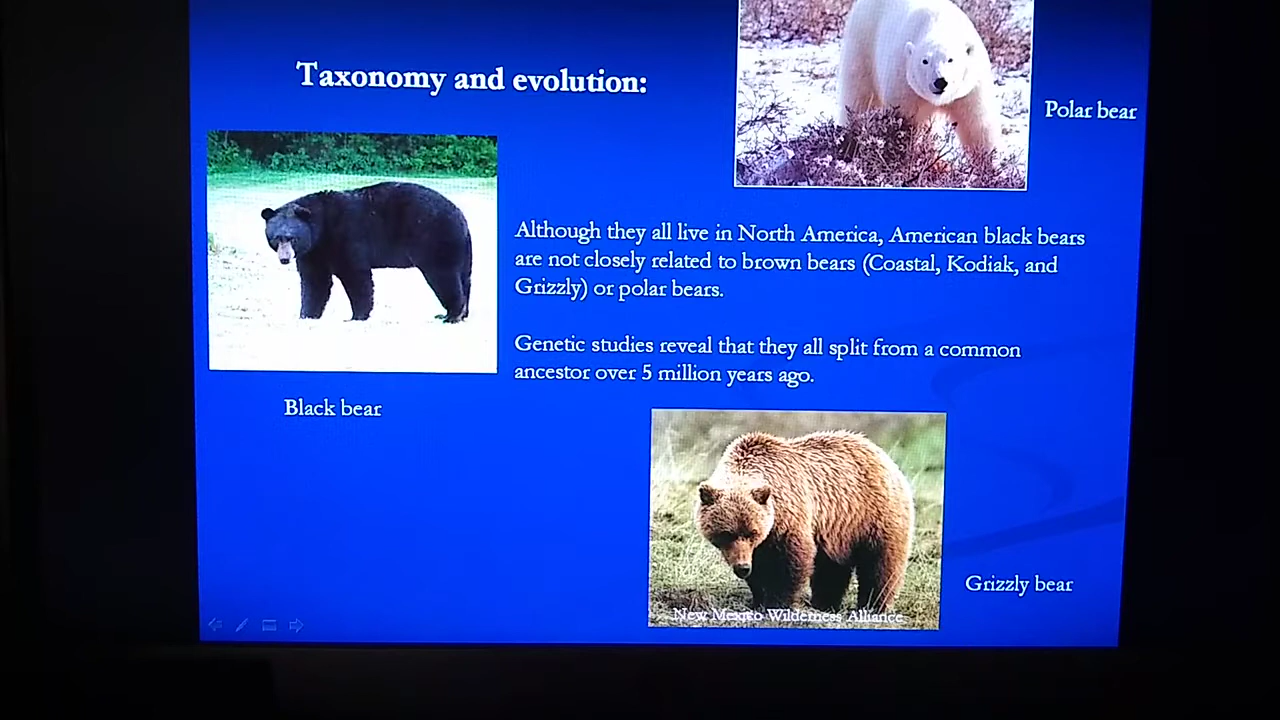 Taxonomy and evolution:
Polar bear
Although they all live in North America, American black bears
are not closely related to brown bears (Coastal, Kodiak, and
Grizzly) or polar bears.
Genetic studies reveal that they all split from a common
ancestor over 5 million years ago.
Black bear
Grizzly bear
New Mexico Wilderness Alliance